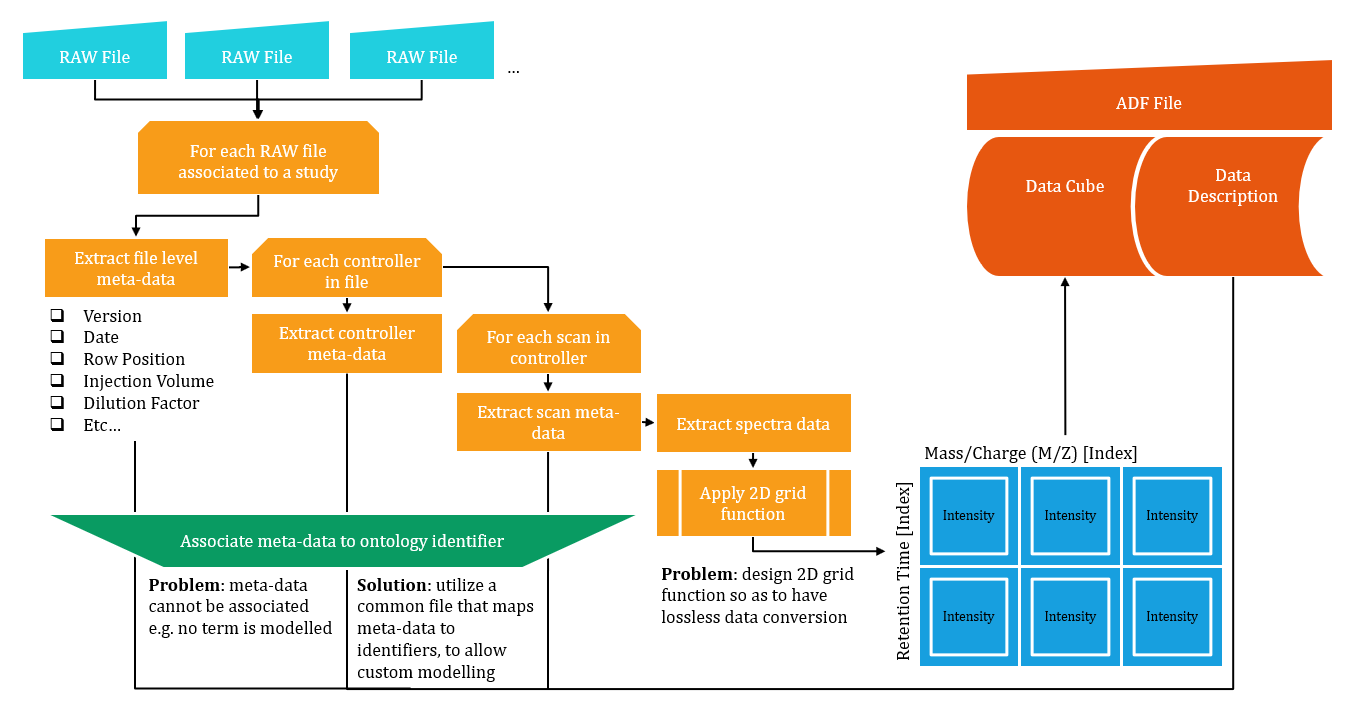 RAW File
RAW File
RAW File
...
For each RAW file
associated to a study
Extract file level
meta-data
❑ Version
❑ Date
❑ Row Position
❑ Injection Volume
❑ Dilution Factor
❑ Etc...
For each controller
in file
Extract controller
meta-data
For each scan in
controller
Extract scan meta-
data
Extract spectra data
Apply 2D grid
function
Associate meta-data to ontology identifier
Problem: meta-data
cannot be associated
e.g. no term is modelled
Solution: utilize a
common file that maps
meta-data to
identifiers, to allow
custom modelling
Problem: design 2D grid
function so as to have
lossless data conversion
ADF File
Data Cube
Data
Description
Mass/Charge (M/Z) [Index]
Retention Time [Index]
Intensity
Intensity
Intensity
Intensity
Intensity
Intensity